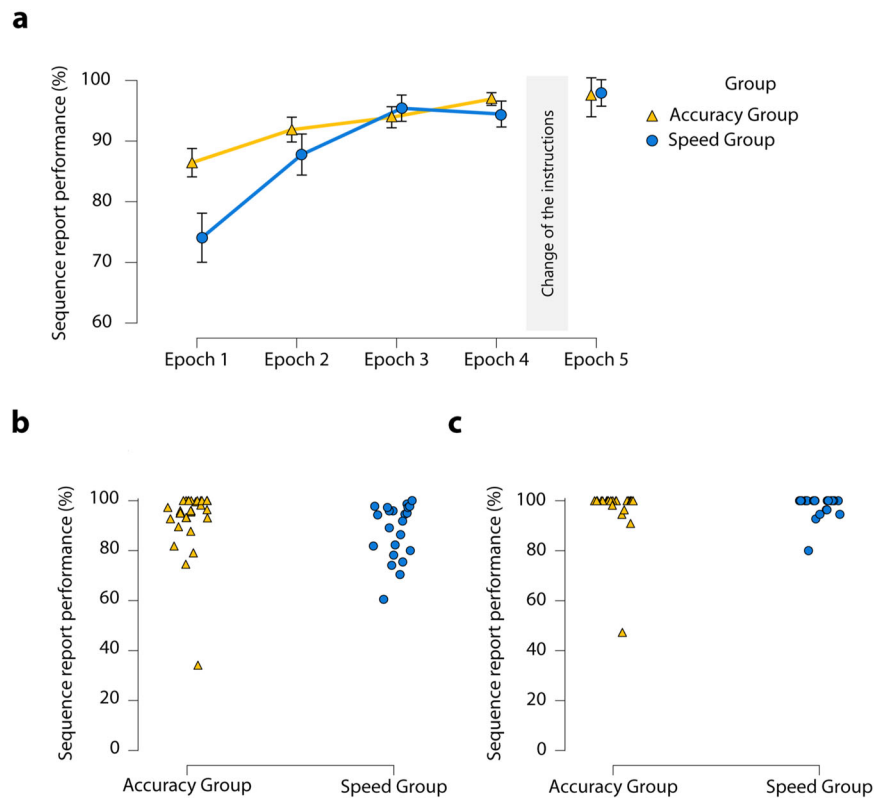 a
Sequence report performance (%)
100
90
80
70
60
Epoch 1
Epoch 2
Epoch 3
Epoch 4
Epoch 5
Change of the instructions
Group
Accuracy Group
Speed Group
b
Sequence report performance (%)
100
80
60
40
20
0
Accuracy Group
Speed Group
c
Sequence report performance (%)
100
80
60
40
20
0
Accuracy Group
Speed Group